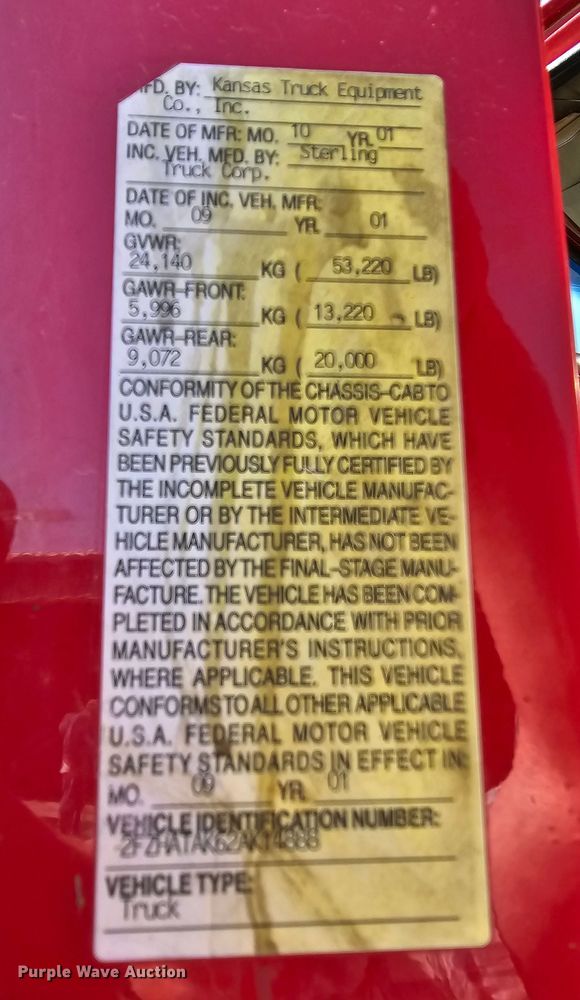 MFD. BY: Kansas Truck Equipment
Co., Inc.
DATE OF MFR: MO. 10 YR. 01
INC. VEH. MFD. BY: Sterling
Truck Corp.
DATE OF INC. VEH. MFR:
MO. 09 YR. 01
GVWR:
24,140 KG ( 53,220 LB)
GAWR-FRONT:
5,996 KG ( 13,220 LB)
GAWR-REAR:
9,072 KG ( 20,000 LB)
CONFORMITY OF THE CHASSIS-CAB TO
U.S.A. FEDERAL MOTOR VEHICLE
SAFETY STANDARDS, WHICH HAVE
BEEN PREVIOUSLY FULLY CERTIFIED BY
THE INCOMPLETE VEHICLE MANUFAC-
TURER OR BY THE INTERMEDIATE VE-
HICLE MANUFACTURER, HAS NOT BEEN
AFFECTED BY THE FINAL-STAGE MANU-
FACTURE. THE VEHICLE HAS BEEN COM-
PLETED IN ACCORDANCE WITH PRIOR
MANUFACTURER'S INSTRUCTIONS,
WHERE APPLICABLE. THIS VEHICLE
CONFORMS TO ALL OTHER APPLICABLE
U.S.A. FEDERAL MOTOR VEHICLE
SAFETY STANDARDS IN EFFECT IN:
MO. 09 YR. 01
VEHICLE IDENTIFICATION NUMBER:
VEHICLE TYPE:
Truck
Purple Wave Auction